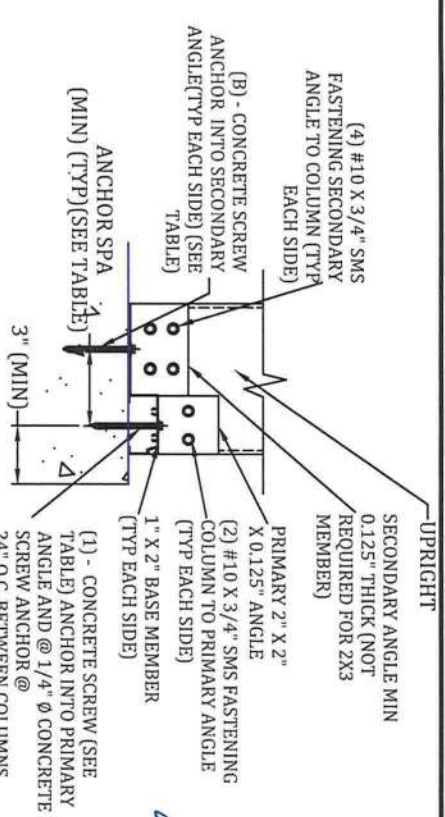 UPRIGHT
SECONDARY ANGLE MIN
0.125" THICK (NOT
REQUIRED FOR 2X3
MEMBER)
PRIMARY 2" X 2"
X 0.125" ANGLE
(2) #10 X 3/4" SMS FASTENING
COLUMN TO PRIMARY ANGLE
(TYP EACH SIDE)
1" X 2" BASE MEMBER
(TYP EACH SIDE)
(1) - CONCRETE SCREW (SEE
TABLE) ANCHOR INTO PRIMARY
ANGLE AND @ 1/4" Ø CONCRETE
SCREW ANCHOR @
24" O.C. BETWEEN COLUMNS
(4) #10 X 3/4" SMS
FASTENING SECONDARY
ANGLE TO COLUMN (TYP
EACH SIDE)
(B) - CONCRETE SCREW
ANCHOR INTO SECONDARY
ANGLE(TYP EACH SIDE) (SEE
TABLE)
ANCHOR SPA
(MIN) (TYP)(SEE TABLE)
3" (MIN)